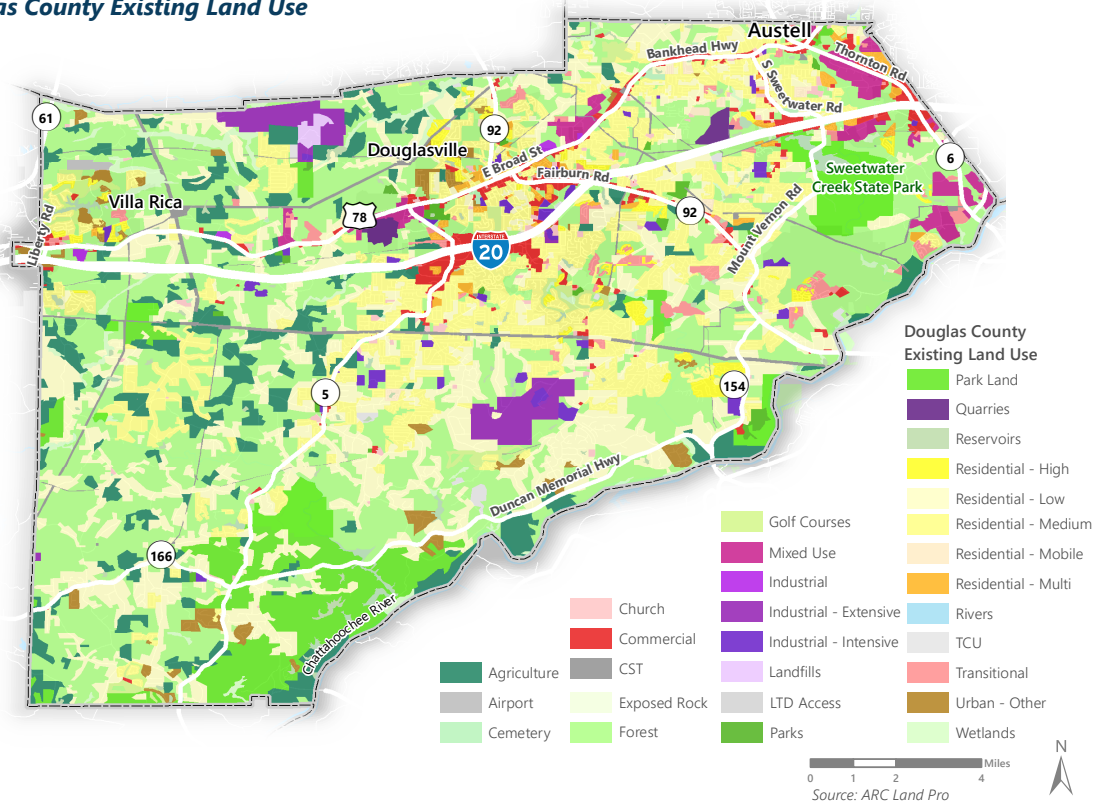 as County Existing Land Use
Austell
Bankhead Hwy
Thornton Rd
S Sweetwater Rd
61
92
Douglasville
E Broad St
Fairburn Rd
6
Sweetwater
Creek State Park
Villa Rica
78
92
Liberty Rd
INTERSTATE
20
Mount Vernon Rd
5
154
Duncan Memorial Hwy
166
Chattahoochee River
Douglas County
Existing Land Use
Park Land
Quarries
Reservoirs
Residential - High
Residential - Low
Residential - Medium
Residential - Mobile
Residential - Multi
Rivers
TCU
Transitional
Urban - Other
Wetlands
Golf Courses
Mixed Use
Industrial
Industrial - Extensive
Industrial - Intensive
Landfills
LTD Access
Parks
Church
Commercial
CST
Exposed Rock
Forest
Agriculture
Airport
Cemetery
N
Miles
0 1 2 4
Source: ARC Land Pro